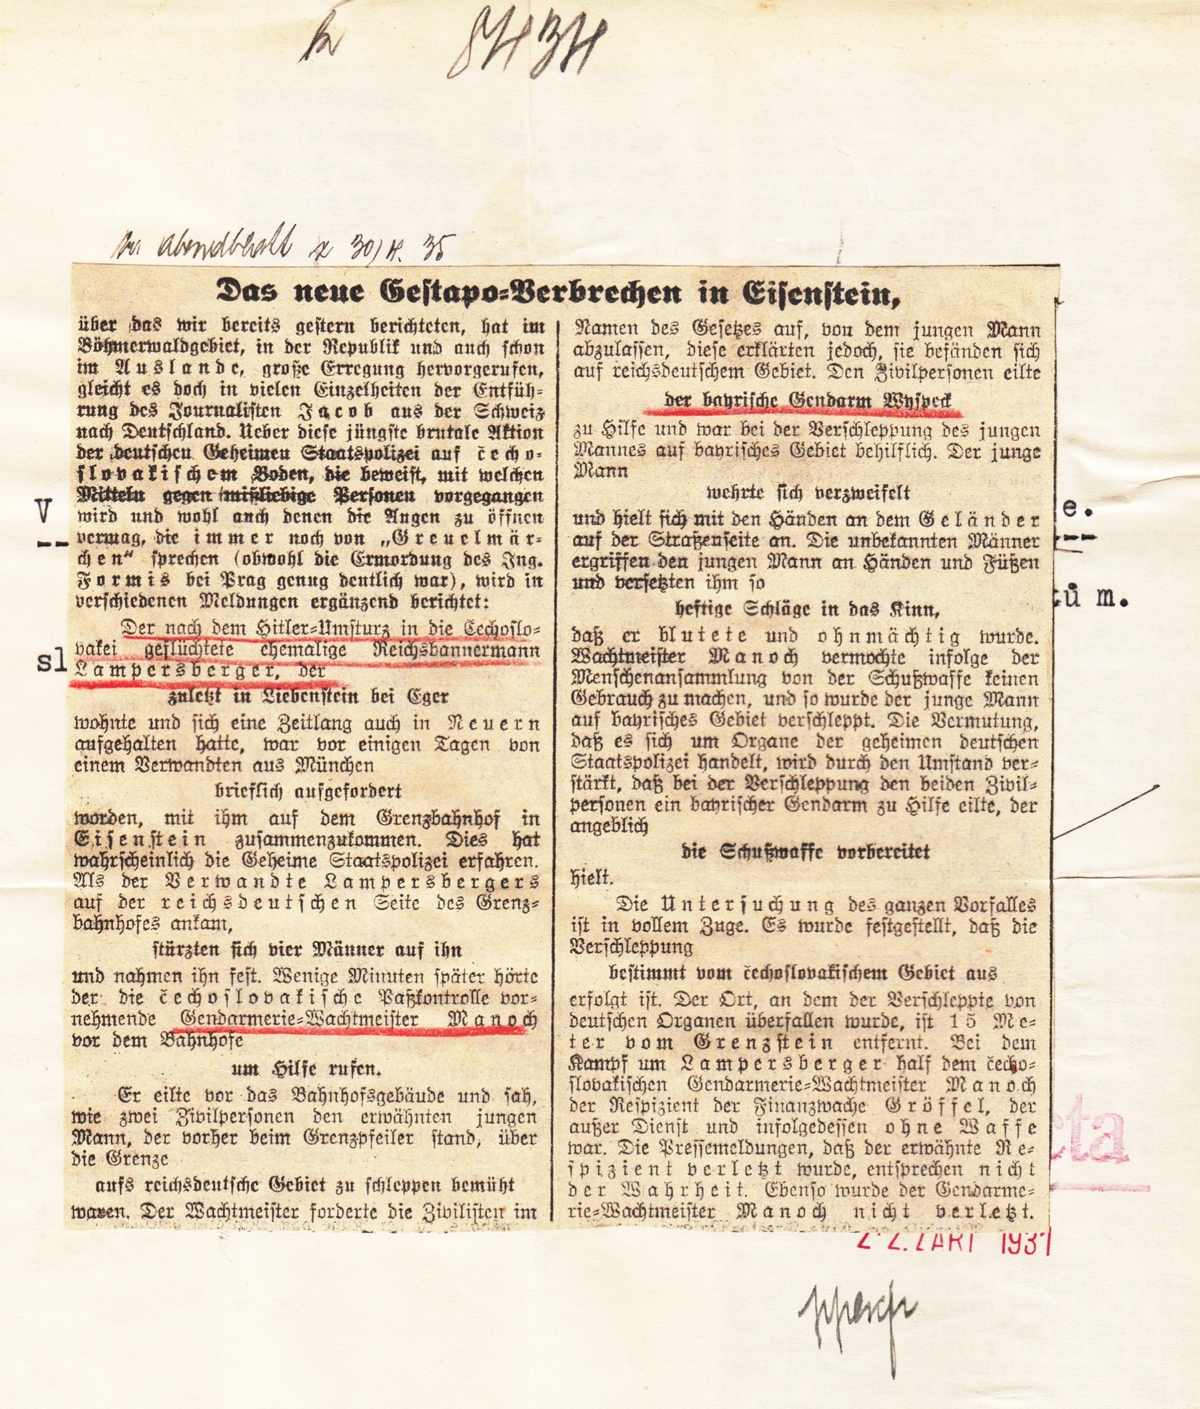 8434
Abendblatt
Das neue Gestapo-Verbrechen in Eisenstein,
über das wir bereits gestern berichteten, hat im
Böhmerwaldgebiet, in der Republik und auch schon
im Auslande, große Erregung hervorgerufen,
gleicht es doch in vielen Einzelheiten der Entfüh-
rung des Journalisten Jacob aus der Schweiz
nach Deutschland. Ueber diese jüngste brutale Aktion
der deutschen Geheimen Staatspolizei auf čecho-
slovakischem Boden, die beweist, mit welchen
Mitteln gegen mißliebige Personen vorgegangen
wird und wohl auch denen die Augen zu öffnen
vermag, die immer noch von „Greuelmär-
chen“ sprechen (obwohl die Ermordung des Ing.
Formis bei Prag genug deutlich war), wird in
verschiedenen Meldungen ergänzend berichtet:
Der nach dem Hitler-Umsturz in die Čechoslo-
vakei geflüchtete ehemalige Reichsbannermann
Lampersberger, der
zuletzt in Liebenstein bei Eger
wohnte und sich eine Zeitlang auch in Neuern
aufgehalten hatte, war vor einigen Tagen von
einem Verwandten aus München
brieflich aufgefordert
worden, mit ihm auf dem Grenzbahnhof in
Eisenstein zusammenzukommen. Dies hat
wahrscheinlich die Geheime Staatspolizei erfahren.
Als der Verwandte Lampersbergers
auf der reichsdeutschen Seite des Grenz-
bahnhofes ankam,
stürzten sich vier Männer auf ihn
und nahmen ihn fest. Wenige Minuten später hörte
der die čechoslovakische Paßkontrolle vor-
nehmende Gendarmerie-Wachtmeister Manoch
vor dem Bahnhofe
um Hilfe rufen.
Er eilte vor das Bahnhofsgebäude und sah,
wie zwei Zivilpersonen den erwähnten jungen
Mann, der vorher beim Grenzpfeiler stand, über
die Grenze
aufs reichsdeutsche Gebiet zu schleppen bemüht
waren. Der Wachtmeister forderte die Zivilisten im
Namen des Gesetzes auf, von dem jungen Mann
abzulassen, diese erklärten jedoch, sie befänden sich
auf reichsdeutschem Gebiet. Den Zivilpersonen eilte
der bayrische Gendarm Wyspeck
zu Hilfe und war bei der Verschleppung des jungen
Mannes auf bayrisches Gebiet behilflich. Der junge
Mann
wehrte sich verzweifelt
und hielt sich mit den Händen an dem Geländer
auf der Straßenseite an. Die unbekannten Männer
ergriffen den jungen Mann an Händen und Füßen
und versetzten ihm so
heftige Schläge in das Kinn,
daß er blutete und ohnmächtig wurde.
Wachtmeister Manoch vermochte infolge der
Menschenansammlung von der Schußwaffe keinen
Gebrauch zu machen, und so wurde der junge Mann
auf bayrisches Gebiet verschleppt. Die Vermutung,
daß es sich um Organe der geheimen deutschen
Staatspolizei handelt, wird durch den Umstand ver-
stärkt, daß bei der Verschleppung den beiden Zivil-
personen ein bayrischer Gendarm zu Hilfe eilte, der
angeblich
die Schußwaffe vorbereitet
hielt.
Die Untersuchung des ganzen Vorfalles
ist in vollem Zuge. Es wurde festgestellt, daß die
Verschleppung
bestimmt vom čechoslovakischem Gebiet aus
erfolgt ist. Der Ort, an dem der Verschleppte von
deutschen Organen überfallen wurde, ist 15 Me-
ter vom Grenzstein entfernt. Bei dem
Kampf um Lampersberger half dem čecho-
slovakischen Gendarmerie-Wachtmeister Manoch
der Respizient der Finanzwache Gröffel, der
außer Dienst und infolgedessen ohne Waffe
war. Die Pressemeldungen, daß der erwähnte Re-
spizient verletzt wurde, entsprechen nicht
der Wahrheit. Ebenso wurde der Gendarme-
rie-Wachtmeister Manoch nicht verletzt.
V
sl
e.
tů m.
cta
ZÁŘÍ 193